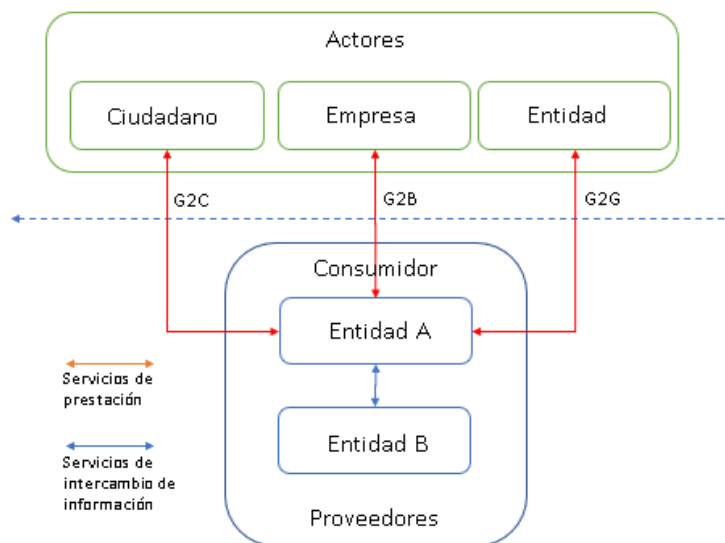 Actores
Ciudadano
Empresa
Entidad
G2C
G2B
G2G
Consumidor
Entidad A
Servicios de
prestación
Entidad B
Servicios de
intercambio de
información
Proveedores